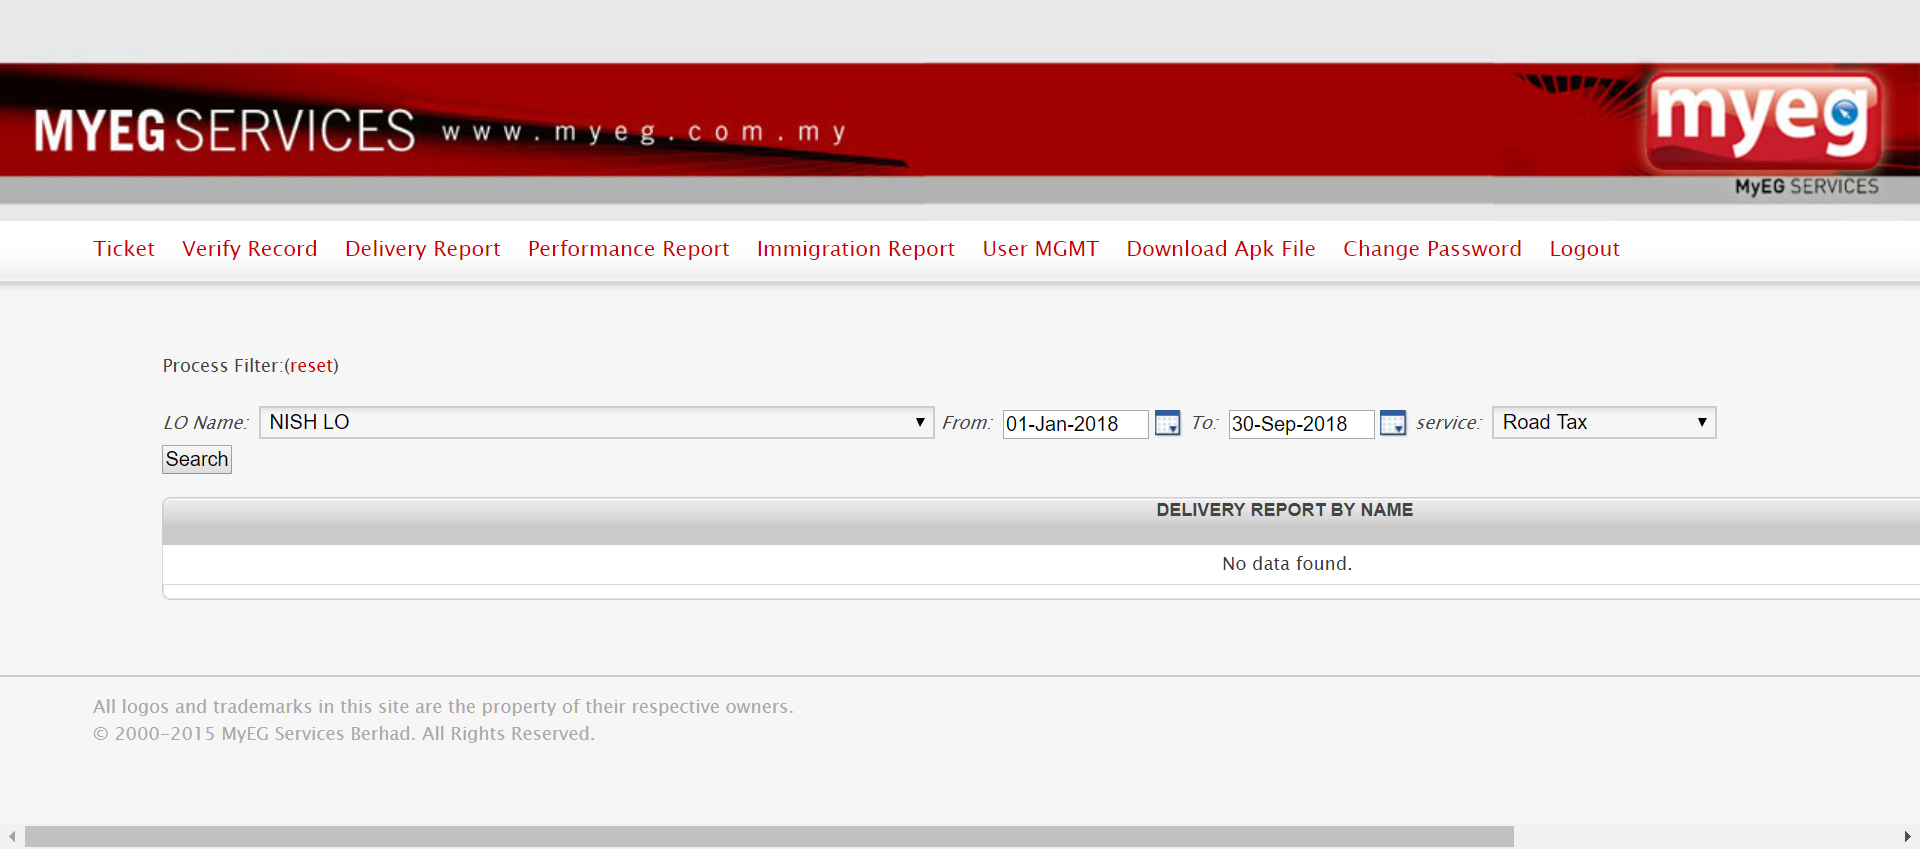 MYEG SERVICES www.myeg.com.my
myeg
MyEG SERVICES
Ticket Verify Record Delivery Report Performance Report Immigration Report User MGMT Download Apk File Change Password Logout
Process Filter:(reset)
LO Name: NISH LO From: 01-Jan-2018 To: 30-Sep-2018 service: Road Tax
Search
DELIVERY REPORT BY NAME
No data found.
All logos and trademarks in this site are the property of their respective owners.
© 2000-2015 MyEG Services Berhad. All Rights Reserved.